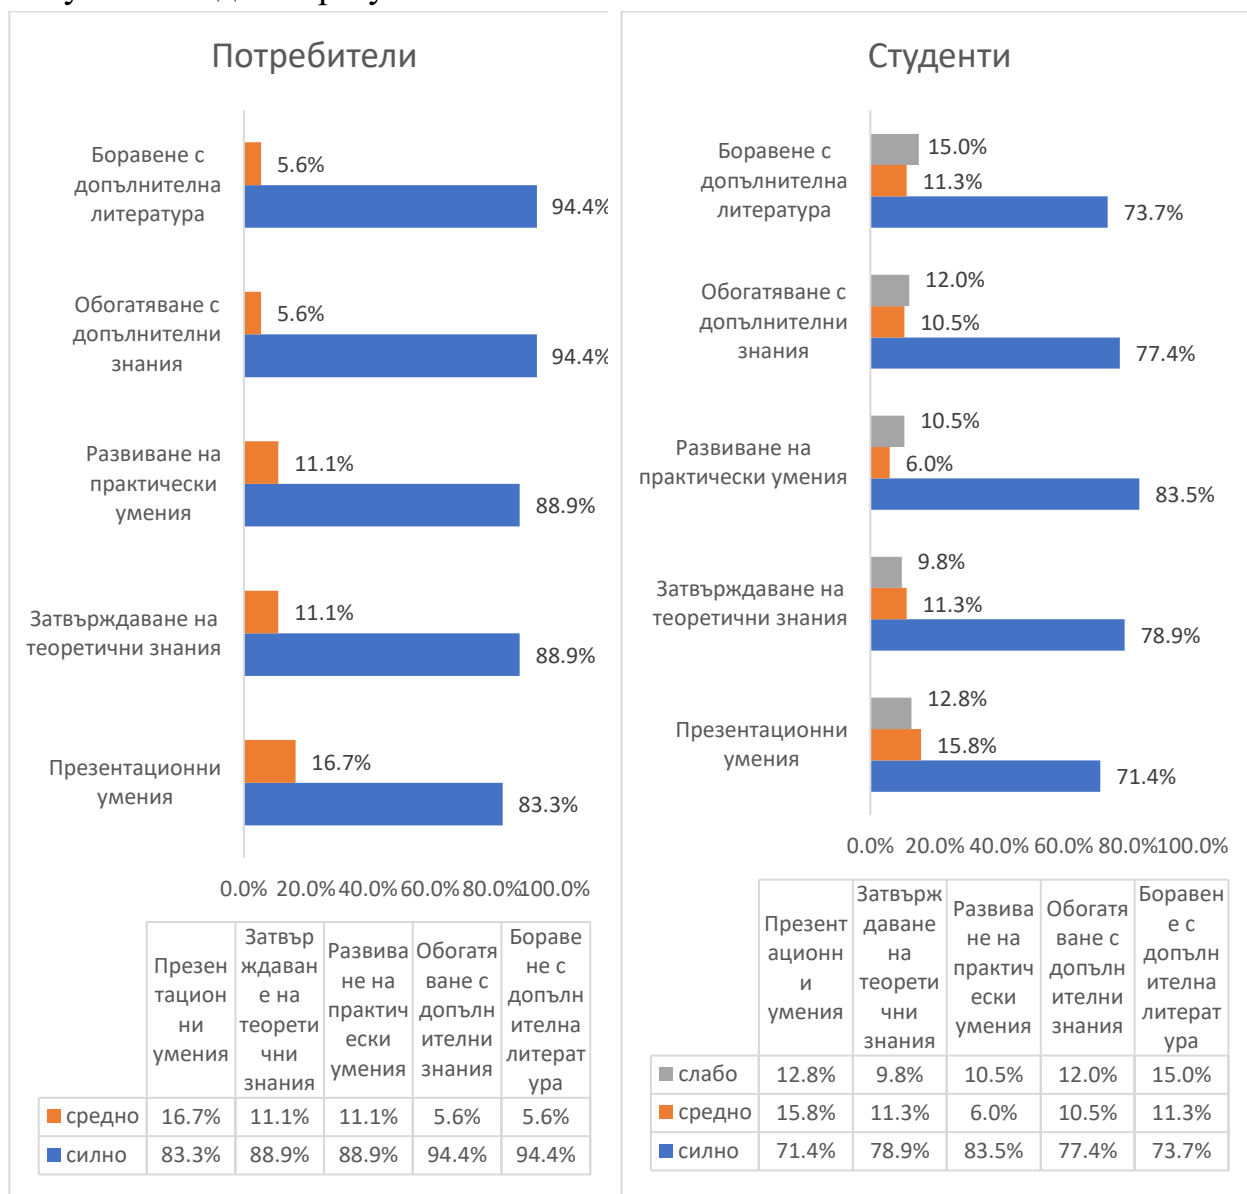 Потребители
Боравене с
допълнителна
литература
5.6%
94.4%
Обогатяване с
допълнителни
знания
5.6%
94.4%
Развиване на
практически
умения
11.1%
88.9%
Затвърждаване на
теоретични знания
11.1%
88.9%
Презентационни
умения
16.7%
83.3%
0.0% 20.0% 40.0% 60.0% 80.0% 100.0%
Презен
тацион
ни
умения
Затвър
ждаван
е на
теорети
чни
знания
Развива
не на
практич
ески
умения
Обогатя
ване с
допълн
ителни
знания
Бораве
не с
допълн
ителна
литерат
ура
средно 16.7% 11.1% 11.1% 5.6% 5.6%
силно 83.3% 88.9% 88.9% 94.4% 94.4%
Студенти
Боравене с
допълнителна
литература
15.0%
11.3%
73.7%
Обогатяване с
допълнителни
знания
12.0%
10.5%
77.4%
Развиване на
практически умения
10.5%
6.0%
83.5%
Затвърждаване на
теоретични знания
9.8%
11.3%
78.9%
Презентационни
умения
12.8%
15.8%
71.4%
0.0% 20.0% 40.0% 60.0% 80.0% 100.0%
Презент
ационн
и
умения
Затвърж
даване
на
теорети
чни
знания
Развива
не на
практич
ески
умения
Обогатя
ване с
допълн
ителни
знания
Боравен
е с
допълн
ителна
литерат
ура
слабо 12.8% 9.8% 10.5% 12.0% 15.0%
средно 15.8% 11.3% 6.0% 10.5% 11.3%
силно 71.4% 78.9% 83.5% 77.4% 73.7%